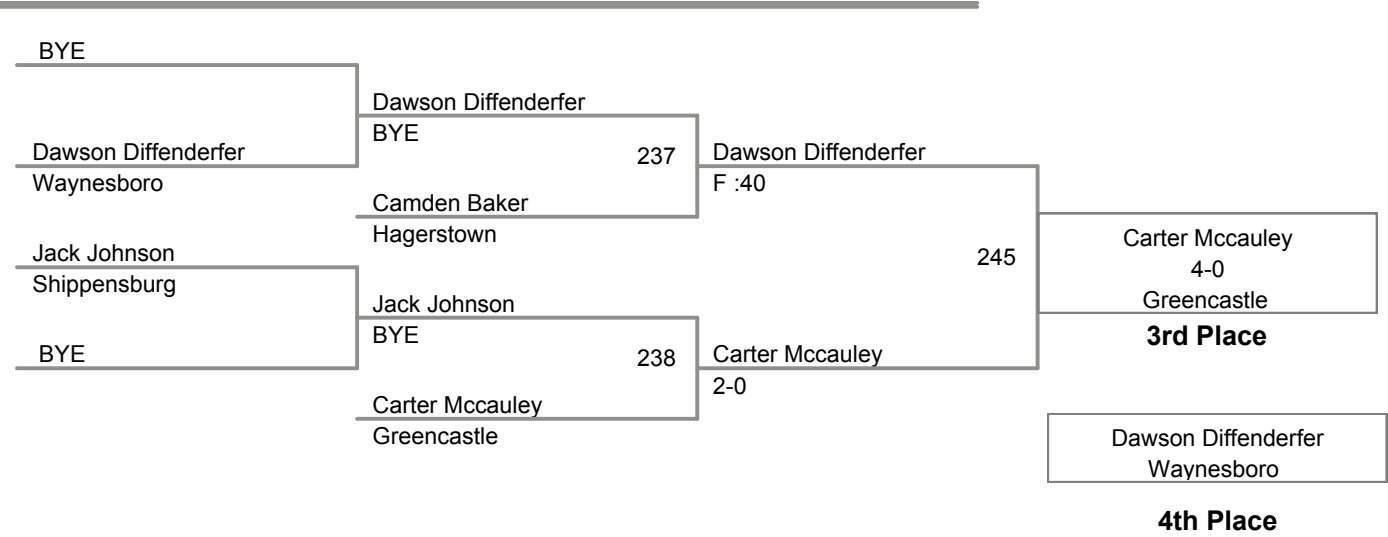 BYE
Dawson Diffenderfer
BYE
Dawson Diffenderfer
Waynesboro
237
Dawson Diffenderfer
F :40
Camden Baker
Hagerstown
Jack Johnson
Shippensburg
245
Carter Mccauley
4-0
Greencastle
3rd Place
Jack Johnson
BYE
BYE
238
Carter Mccauley
2-0
Carter Mccauley
Greencastle
Dawson Diffenderfer
Waynesboro
4th Place